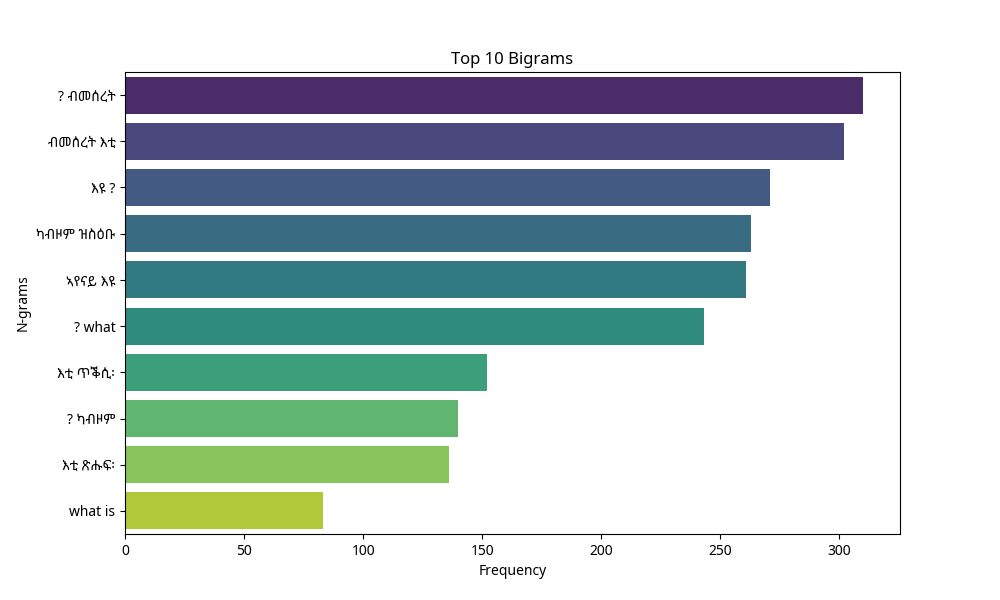 Top 10 Bigrams
N-grams
? ብመሰረት
ብመሰረት እቲ
እዩ ?
ካብዞም ዝስዕቡ
ኣየናይ እዩ
? what
እቲ ጥቕሲ፡
? ካብዞም
እቲ ጽሑፍ፡
what is
0 50 100 150 200 250 300
Frequency